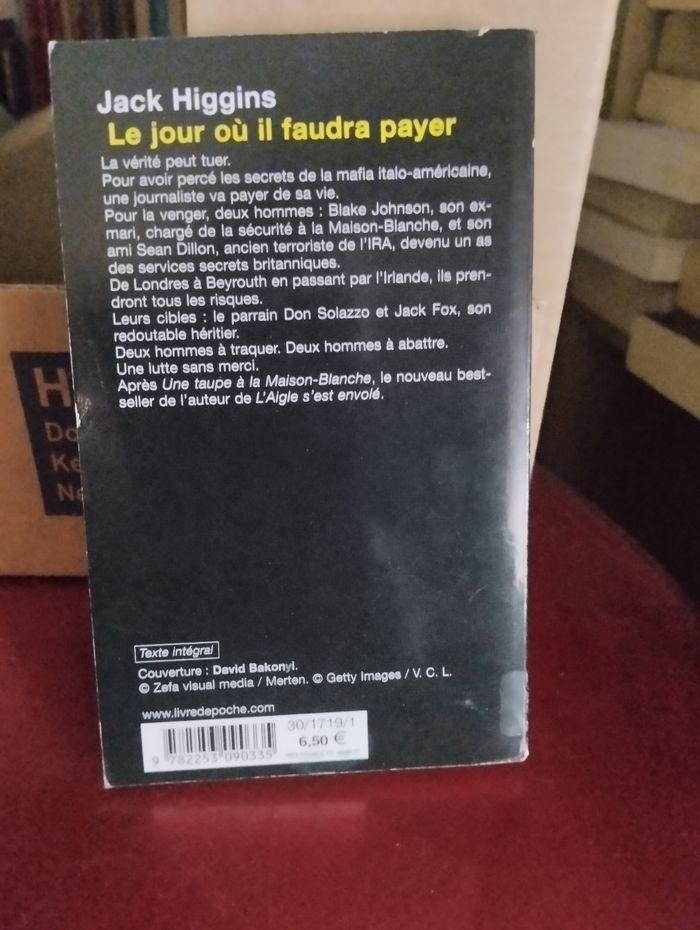 Jack Higgins
Le jour où il faudra payer
La vérité peut tuer.
Pour avoir percé les secrets de la mafia italo-américaine,
une journaliste va payer de sa vie.
Pour la venger, deux hommes : Blake Johnson, son ex-
mari, chargé de la sécurité à la Maison-Blanche, et son
ami Sean Dillon, ancien terroriste de l'IRA, devenu un as
des services secrets britanniques.
De Londres à Beyrouth en passant par l'Irlande, ils pren-
dront tous les risques.
Leurs cibles : le parrain Don Solazzo et Jack Fox, son
redoutable héritier.
Deux hommes à traquer. Deux hommes à abattre.
Une lutte sans merci.
Après Une taupe à la Maison-Blanche, le nouveau best-
seller de l'auteur de L'Aigle s'est envolé.
Texte intégral
Couverture : David Bakonyi.
© Zefa visual media / Merten. © Getty Images / V. C. L.
www.livredepoche.com
30/1719/1
6,50 €
9 782253 090335
H
Do
Ke
Ne